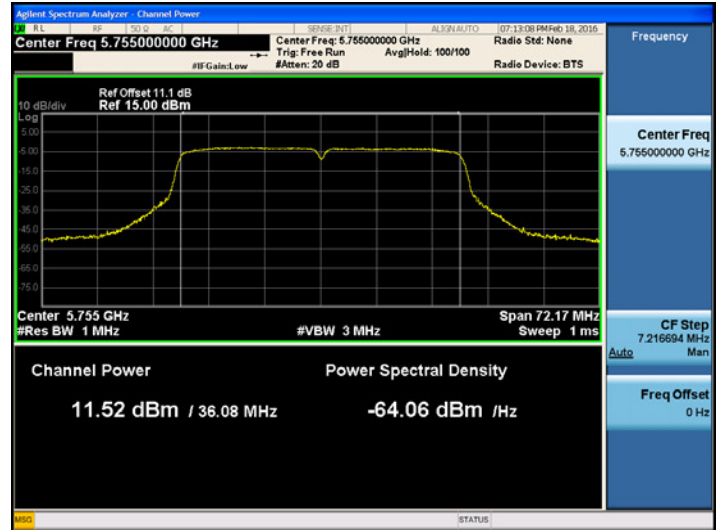 Agilent Spectrum Analyzer - Channel Power
RL RF 50 Ω AC SENSE:INT ALIGNAUTO 07:13:08 PM Feb 18, 2016
Center Freq 5.755000000 GHz
Center Freq: 5.755000000 GHz
Radio Std: None
Trig: Free Run Avg|Hold: 100/100
#IFGain:Low #Atten: 20 dB Radio Device: BTS
Ref Offset 11.1 dB
10 dB/div Ref 15.00 dBm
Log
5.00
-5.00
-15.0
-25.0
-35.0
-45.0
-55.0
-65.0
-75.0
Center 5.755 GHz Span 72.17 MHz
#Res BW 1 MHz #VBW 3 MHz Sweep 1 ms
Channel Power Power Spectral Density
11.52 dBm / 36.08 MHz -64.06 dBm /Hz
Frequency
Center Freq
5.755000000 GHz
CF Step
7.216694 MHz
Auto Man
Freq Offset
0 Hz
MSG STATUS